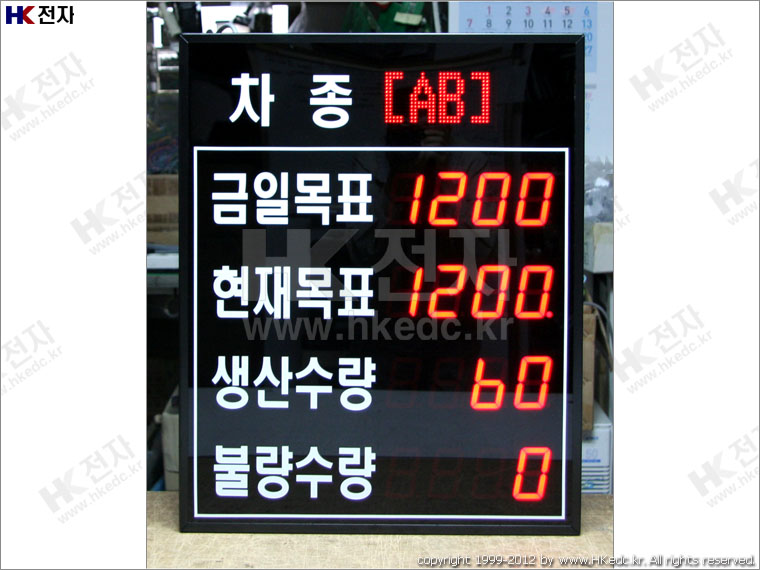 HK 전자
차 종 [AB]
금일목표 1200
현재목표 1200.
생산수량 60
불량수량 0
HK전자
www.hkedc.kr
copyright 1999-2012 by www.HKedc.kr. All rights reserved.